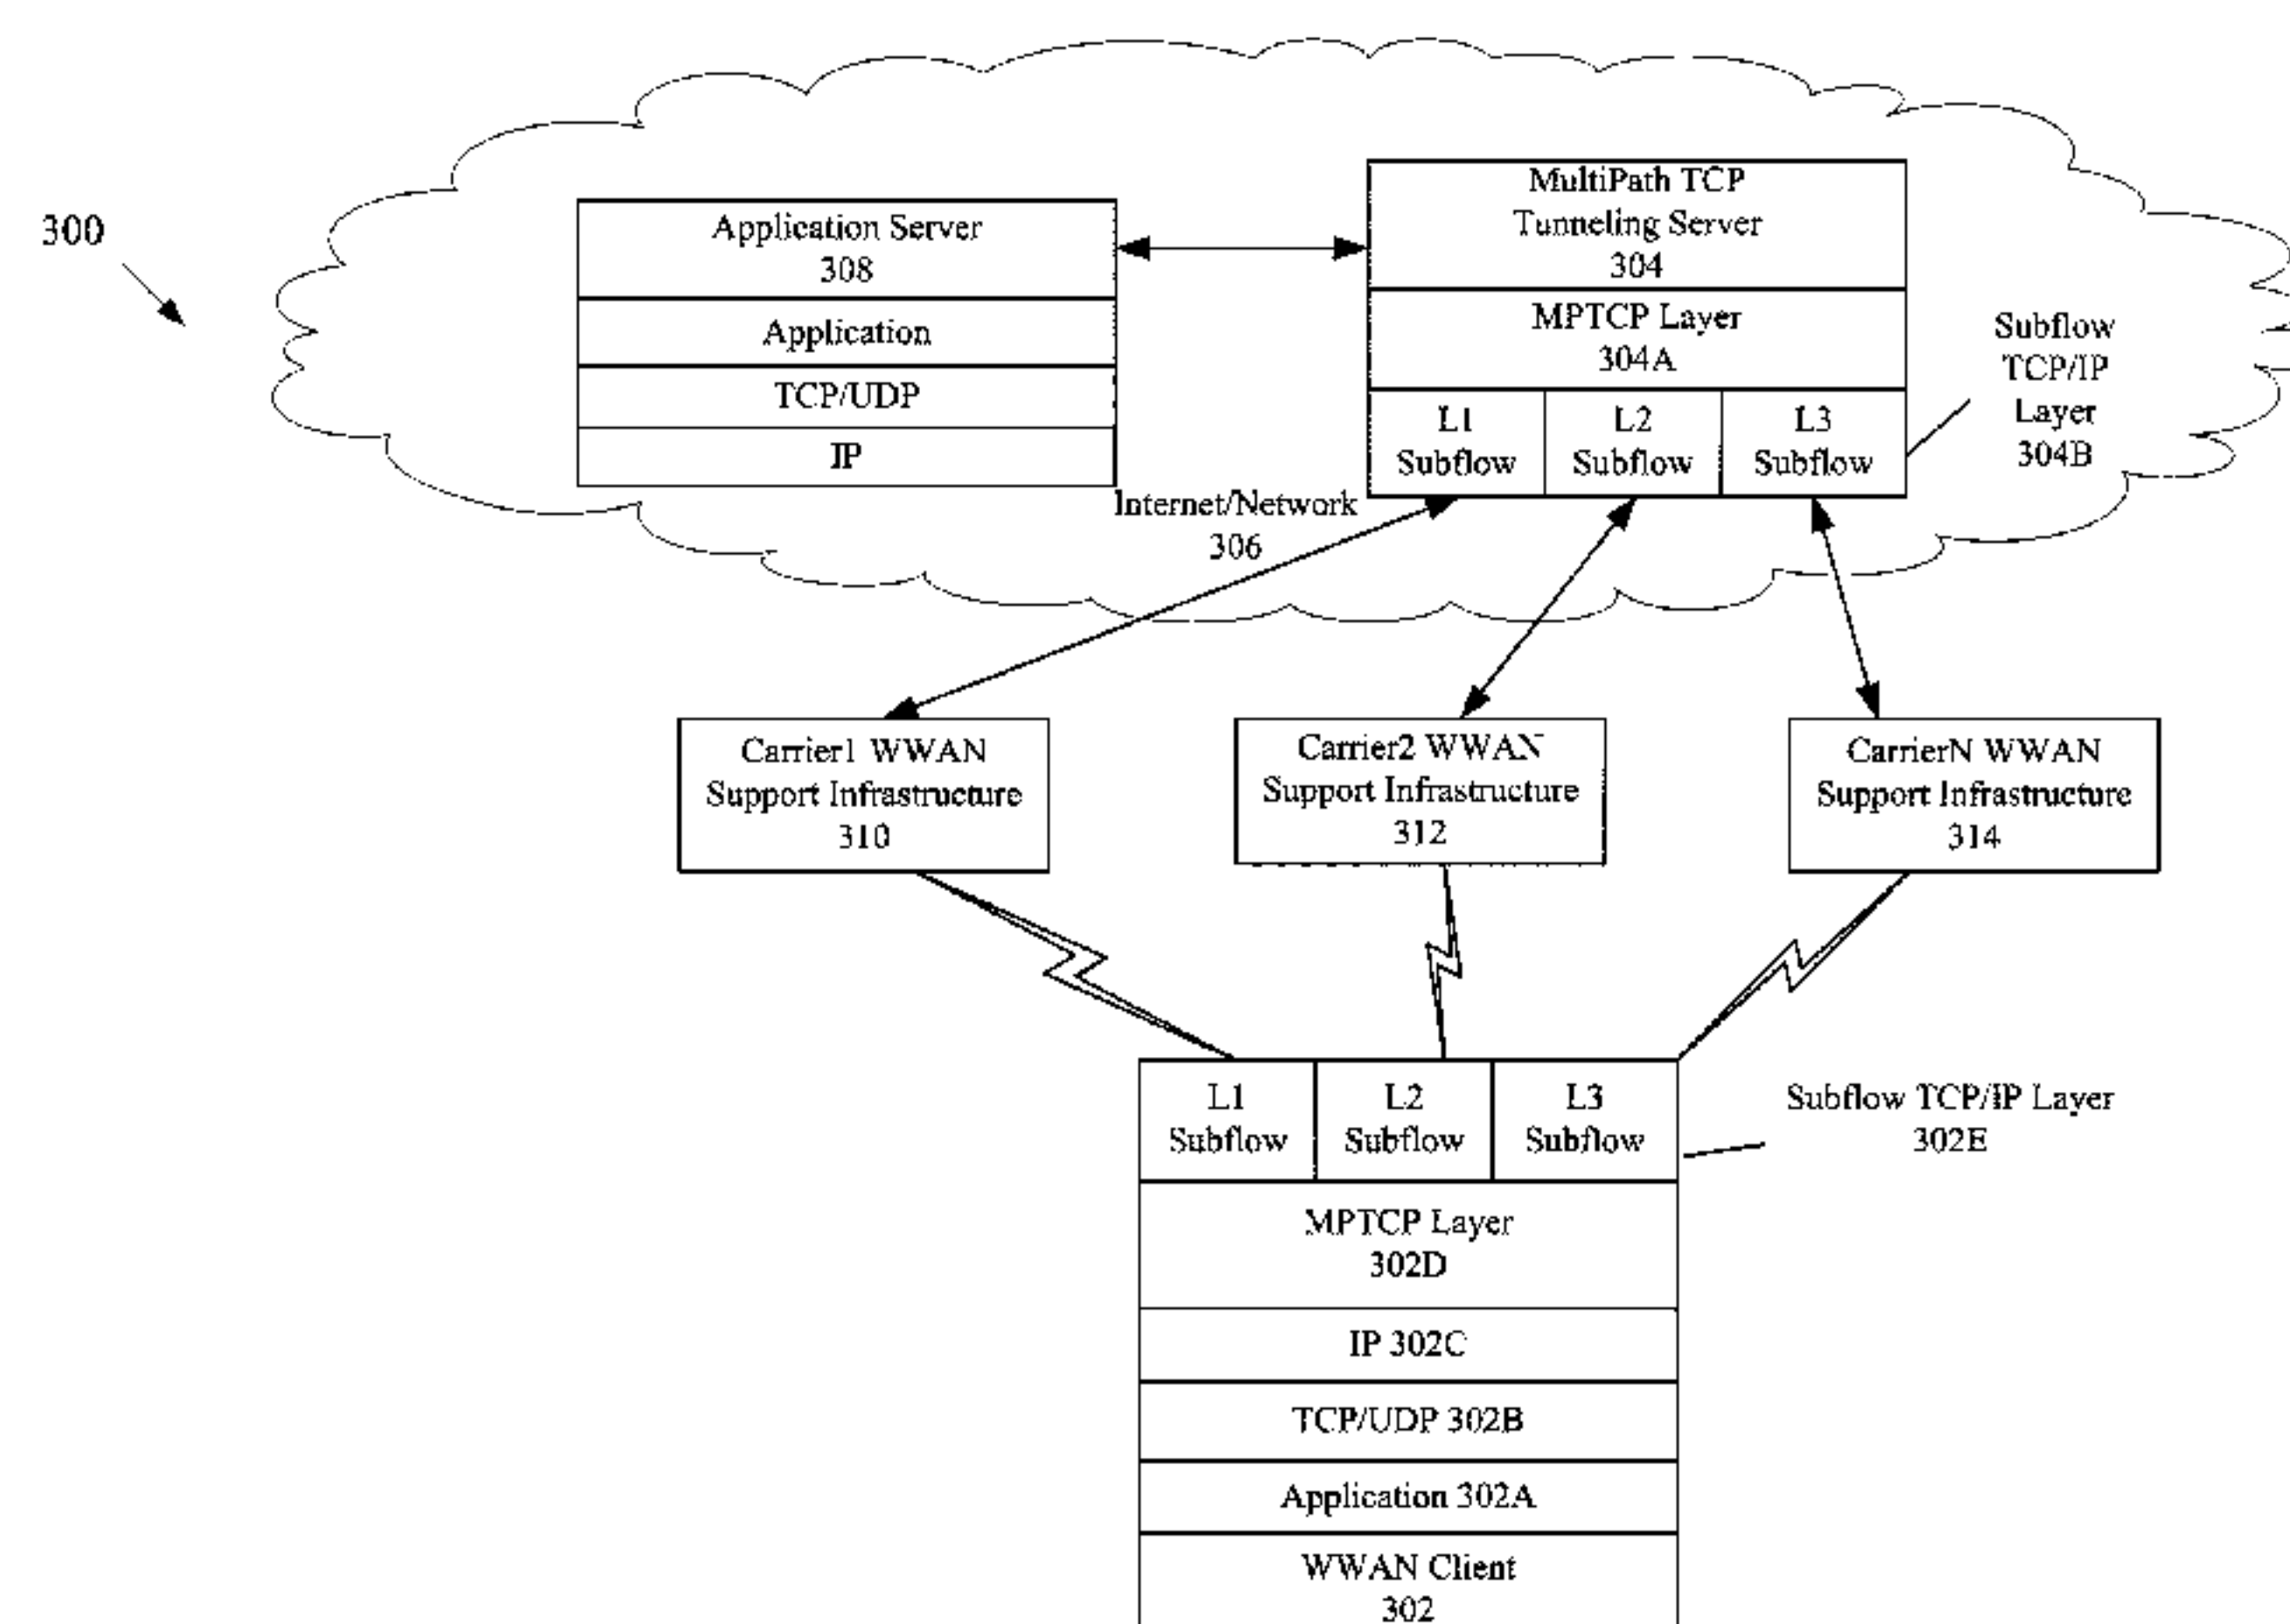 300
Application Server
308
Application
TCP/UDP
IP
MultiPath TCP
Tunneling Server
304
MPTCP Layer
304A
L1
Subflow
L2
Subflow
L3
Subflow
Subflow
TCP/IP
Layer
304B
Internet/Network
306
Carrier1 WWAN
Support Infrastructure
310
Carrier2 WWAN
Support Infrastructure
312
CarrierN WWAN
Support Infrastructure
314
L1
Subflow
L2
Subflow
L3
Subflow
Subflow TCP/IP Layer
302E
MPTCP Layer
302D
IP 302C
TCP/UDP 302B
Application 302A
WWAN Client
302